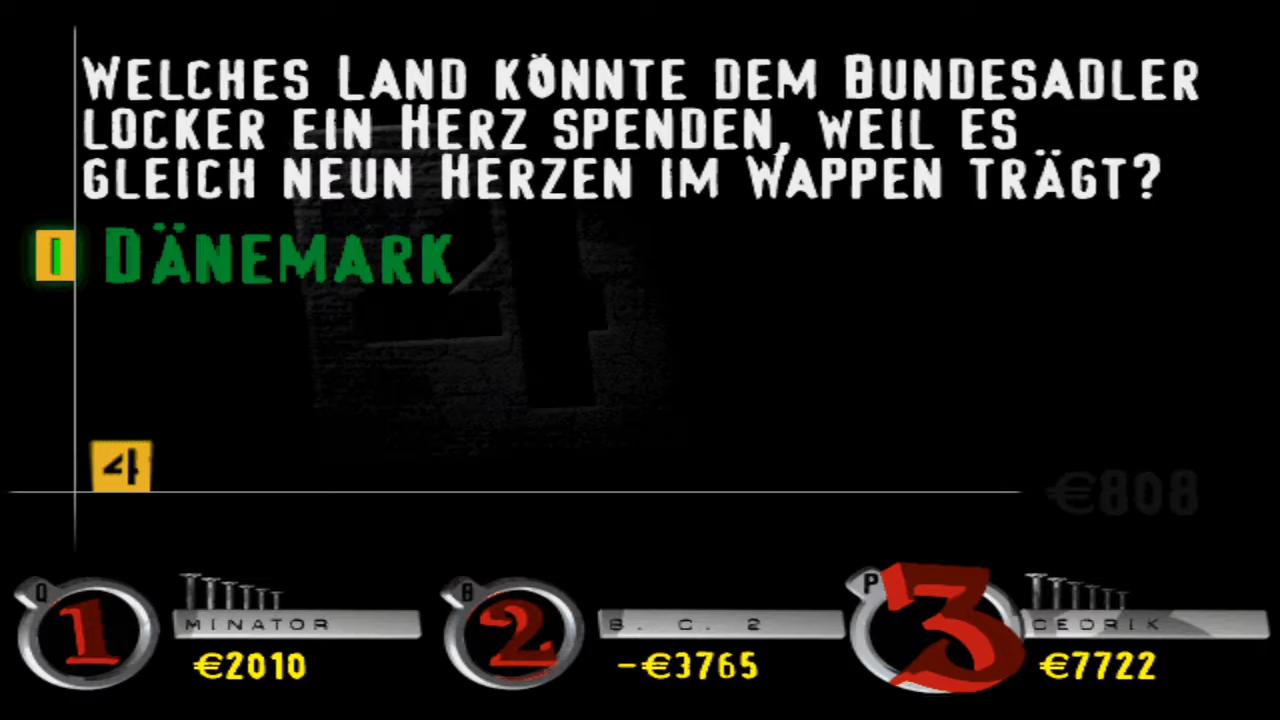 WELCHES LAND KÖNNTE DEM BUNDESADLER
LOCKER EIN HERZ SPENDEN, WEIL ES
GLEICH NEUN HERZEN IM WAPPEN TRÄGT?
1 DÄNEMARK
4
€808
Q 1 MINATOR
€2010
B 2 B. C. 2
-€3765
P 3 CEDRIK
€7722